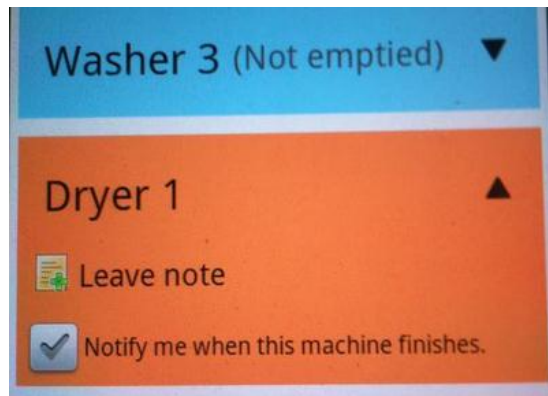 Washer 3 (Not emptied)
Dryer 1
Leave note
Notify me when this machine finishes.